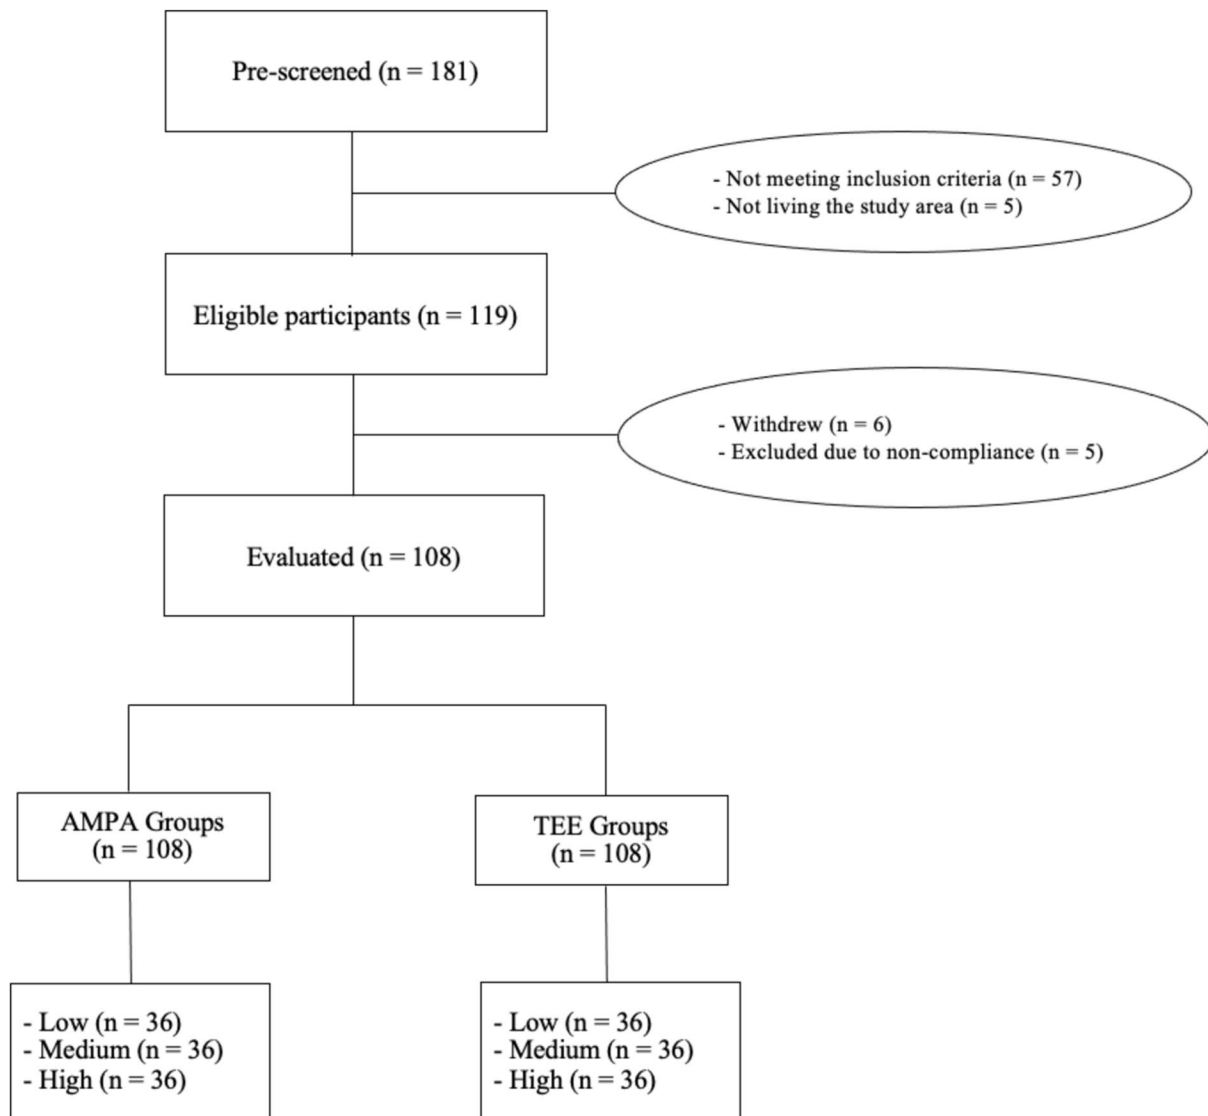 Pre-screened (n = 181)
- Not meeting inclusion criteria (n = 57)
- Not living the study area (n = 5)
Eligible participants (n = 119)
- Withdrew (n = 6)
- Excluded due to non-compliance (n = 5)
Evaluated (n = 108)
AMPA Groups
(n = 108)
TEE Groups
(n = 108)
- Low (n = 36)
- Medium (n = 36)
- High (n = 36)
- Low (n = 36)
- Medium (n = 36)
- High (n = 36)